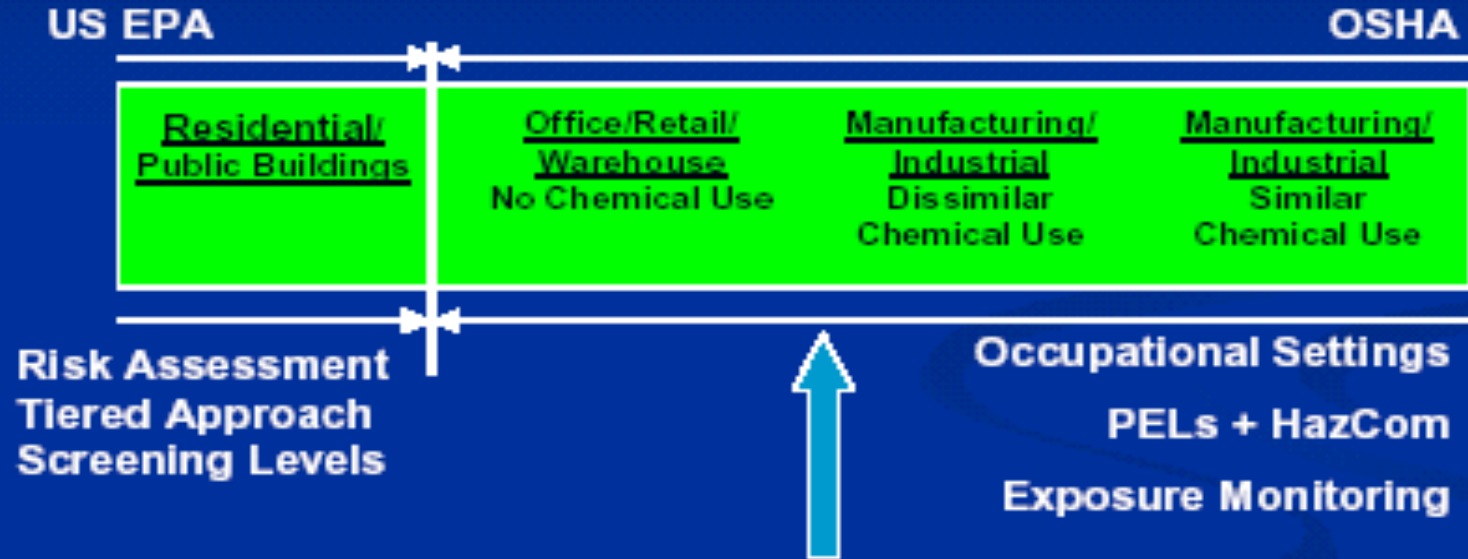 US EPA
OSHA
Residential/
Public Buildings
Office/Retail/
Warehouse
No Chemical Use
Manufacturing/
Industrial
Dissimilar
Chemical Use
Manufacturing/
Industrial
Similar
Chemical Use
Risk Assessment
Tiered Approach
Screening Levels
Occupational Settings
PELs + HazCom
Exposure Monitoring